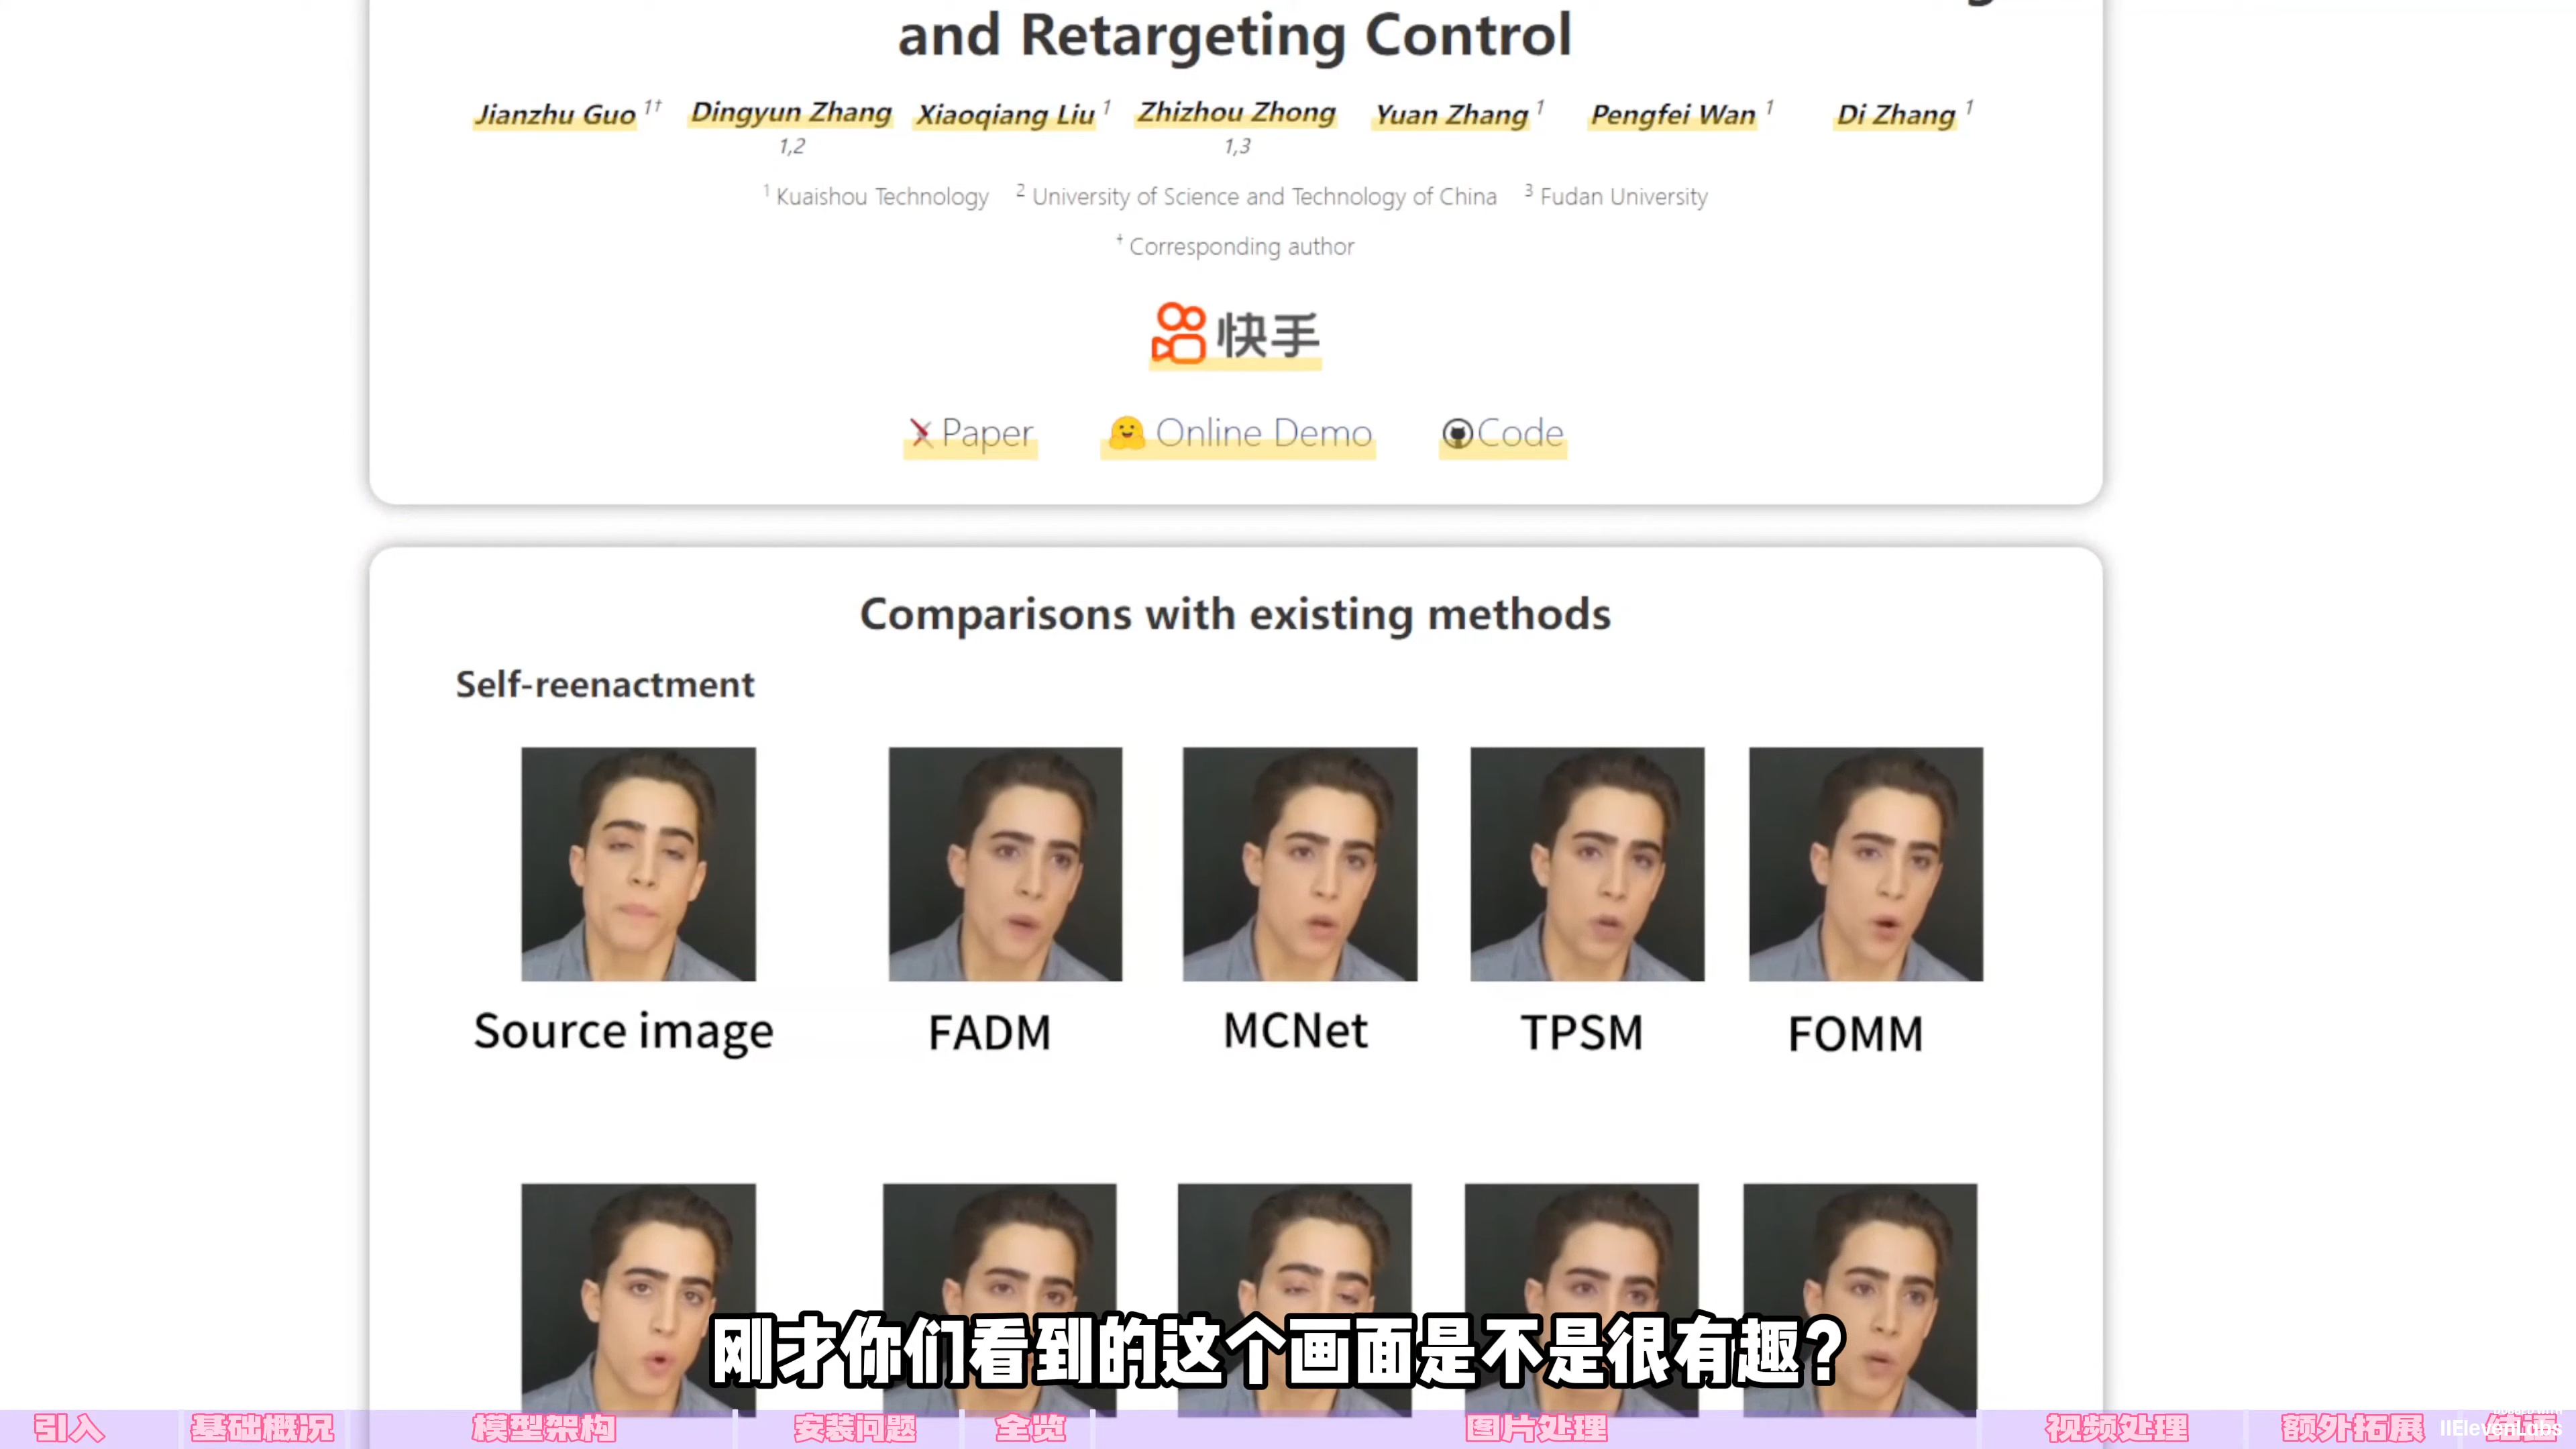 and Retargeting Control
Jianzhu Guo 1† Dingyun Zhang 1,2 Xiaoqiang Liu 1 Zhizhou Zhong 1,3 Yuan Zhang 1 Pengfei Wan 1 Di Zhang 1
1 Kuaishou Technology 2 University of Science and Technology of China 3 Fudan University
† Corresponding author
快手
Paper Online Demo Code
Comparisons with existing methods
Self-reenactment
Source image FADM MCNet TPSM FOMM
刚才你们看到的这个画面是不是很有趣?
引入 基础概况 模型架构 安装问题 全览 图片处理 视频处理 额外拓展
IIElevenLabs